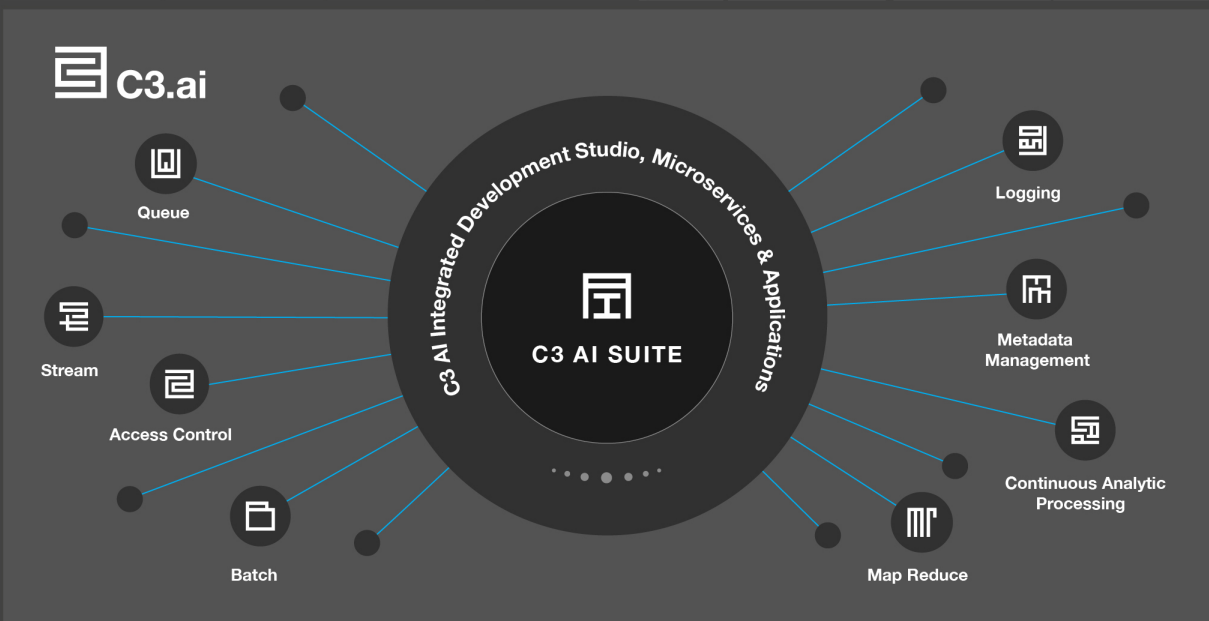 C3.ai
C3 AI Integrated Development Studio, Microservices & Applications
C3 AI SUITE
Queue
Stream
Access Control
Batch
Logging
Metadata
Management
Continuous Analytic
Processing
Map Reduce